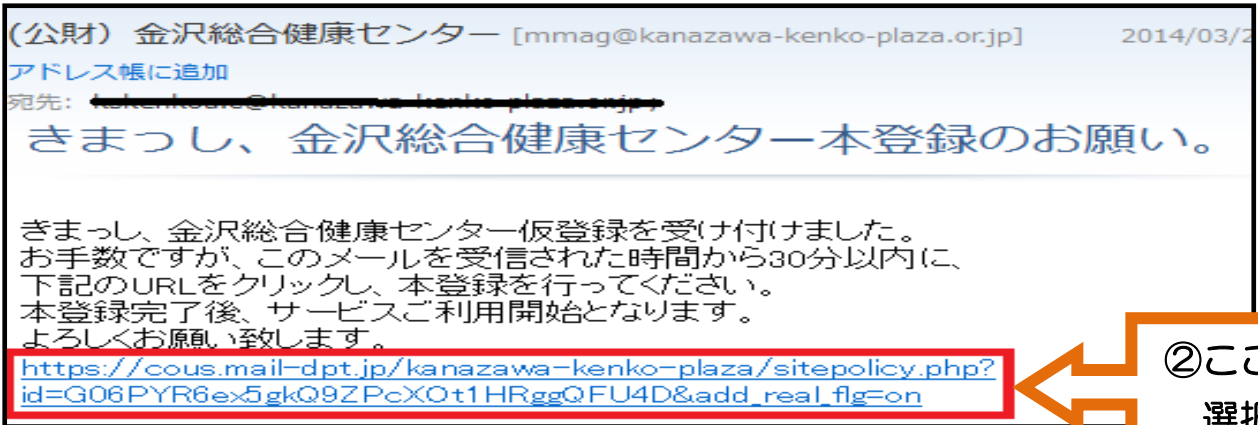 (公財) 金沢総合健康センター [mmag@kanazawa-kenko-plaza.or.jp] 2014/03/2
アドレス帳に追加
宛先:
きまっし、金沢総合健康センター本登録のお願い。
きまっし、金沢総合健康センター仮登録を受け付けました。
お手数ですが、このメールを受信された時間から30分以内に、
下記のURLをクリックし、本登録を行ってください。
本登録完了後、サービスご利用開始となります。
よろしくお願い致します。
https://cous.mail-dpt.jp/kanazawa-kenko-plaza/sitepolicy.php?
id=G06PYR6ex5gkQ9ZPcXOt1HRggQFU4D&add_real_flg=on
②ここ
選択